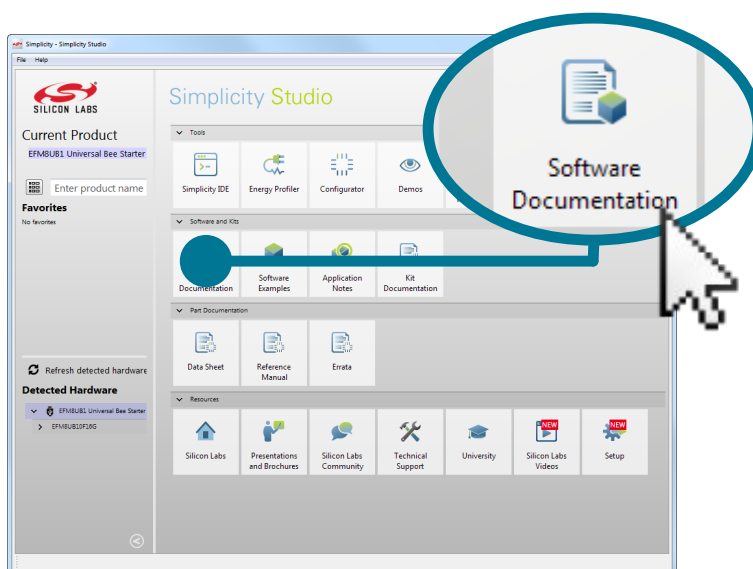 Simplicity - Simplicity Studio
File Help
SILICON LABS
Simplicity Studio
Current Product
EFM8UB1 Universal Bee Starter
Enter product name
Favorites
No favorites
Tools
Simplicity IDE
Energy Profiler
Configurator
Demos
Software
Documentation
Software and Kits
Documentation
Software
Examples
Application
Notes
Kit
Documentation
Part Documentation
Data Sheet
Reference
Manual
Errata
Refresh detected hardware
Detected Hardware
EFM8UB1 Universal Bee Starter
EFM8UB10F16G
Resources
Silicon Labs
Presentations
and Brochures
Silicon Labs
Community
Technical
Support
University
NEW
Silicon Labs
Videos
NEW
Setup